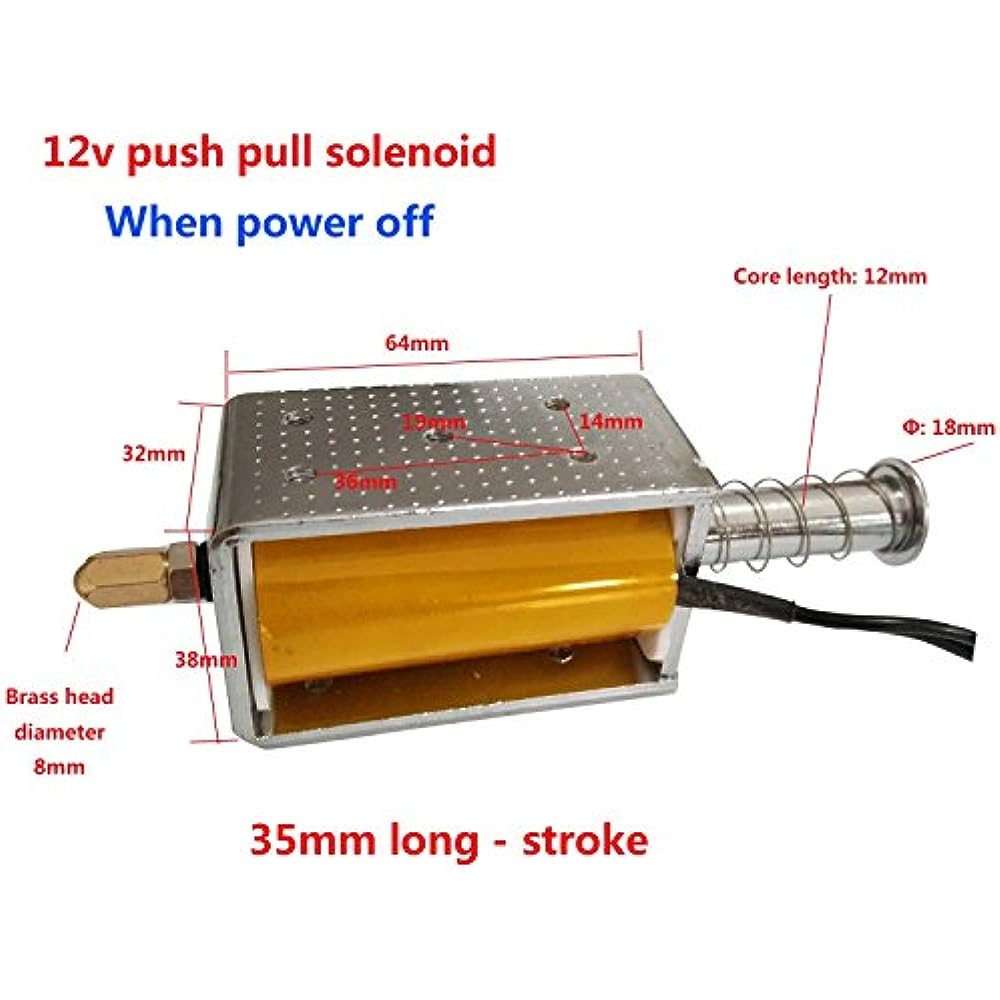 12v push pull solenoid
When power off
Core length: 12mm
64mm
19mm
14mm
Φ: 18mm
32mm
36mm
38mm
Brass head
diameter
8mm
35mm long - stroke